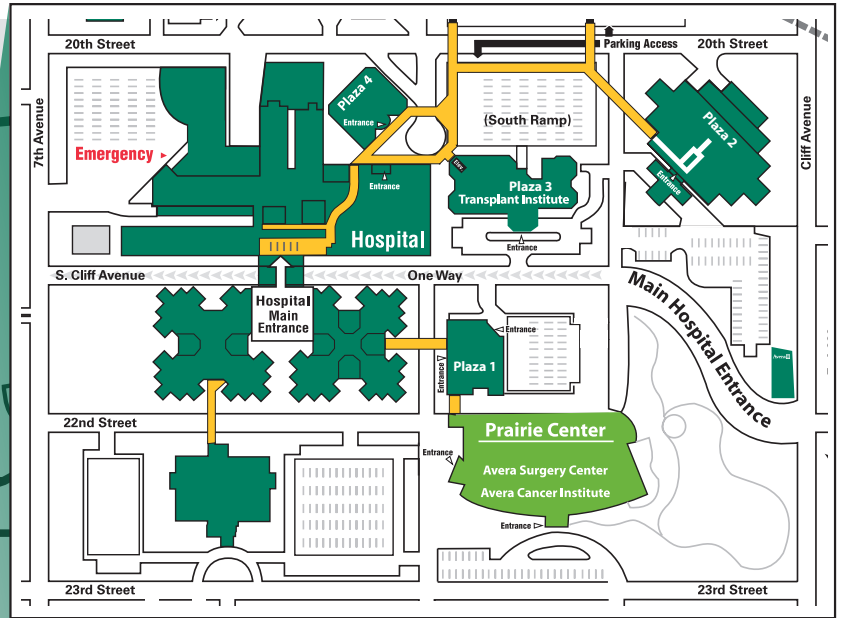 20th Street
Parking Access
20th Street
7th Avenue
Cliff Avenue
Plaza 4
Entrance
(South Ramp)
Plaza 2
Entrance
Emergency
Elev.
Entrance
Plaza 3
Transplant Institute
Hospital
Entrance
S. Cliff Avenue
One Way
Main Hospital Entrance
Hospital
Main
Entrance
Entrance
Plaza 1
Entrance
Avera
22nd Street
Prairie Center
Entrance
Avera Surgery Center
Avera Cancer Institute
Entrance
23rd Street
23rd Street